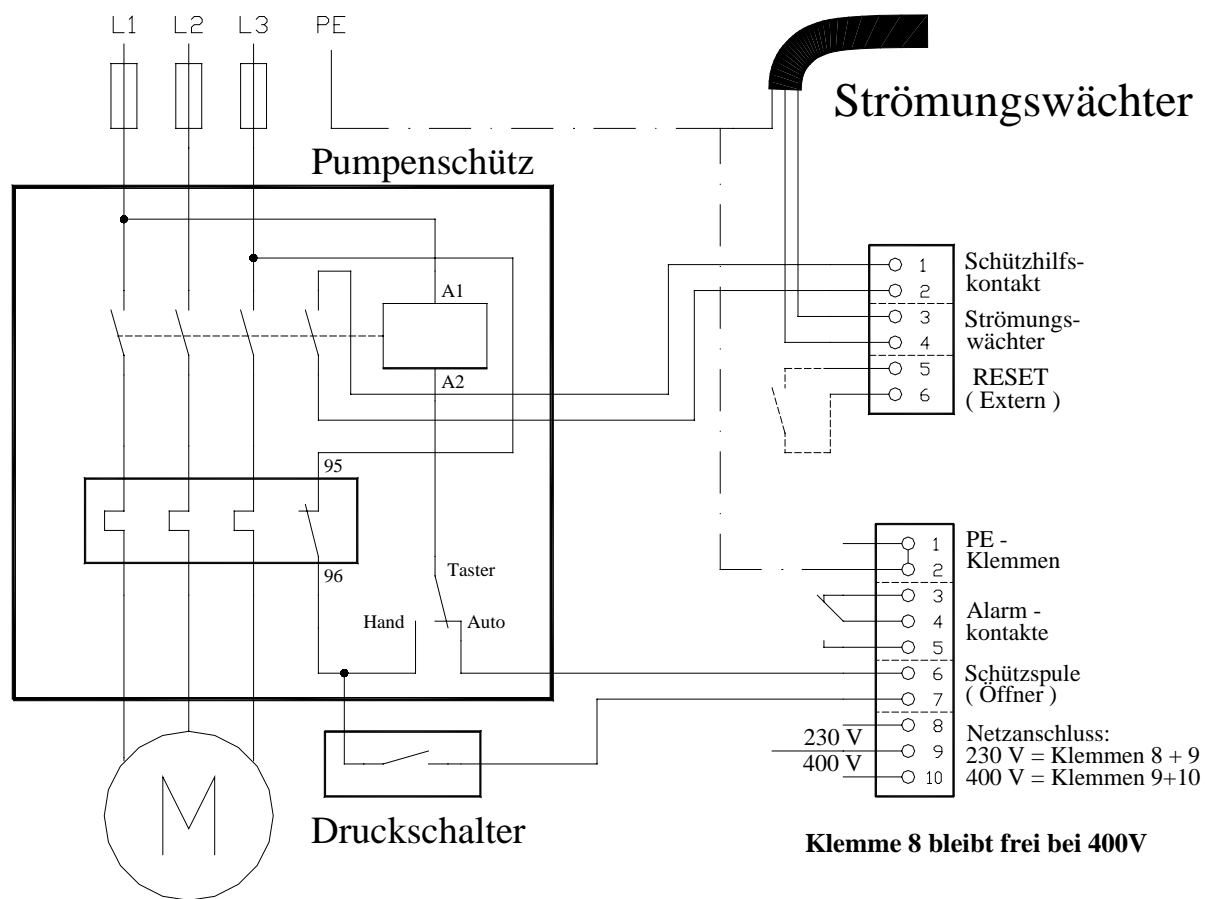 L1 L2 L3 PE
Strömungswächter
Pumpenschütz
A1
A2
1
2
3
4
5
6
Schützhilfs-
kontakt
Strömungs-
wächter
RESET
( Extern )
95
96
Taster
Hand Auto
1
2
3
4
5
6
7
8
9
10
PE -
Klemmen
Alarm -
kontakte
Schützspule
( Öffner )
Netzanschluss:
230 V = Klemmen 8 + 9
400 V = Klemmen 9+10
230 V
400 V
M
Druckschalter
Klemme 8 bleibt frei bei 400V